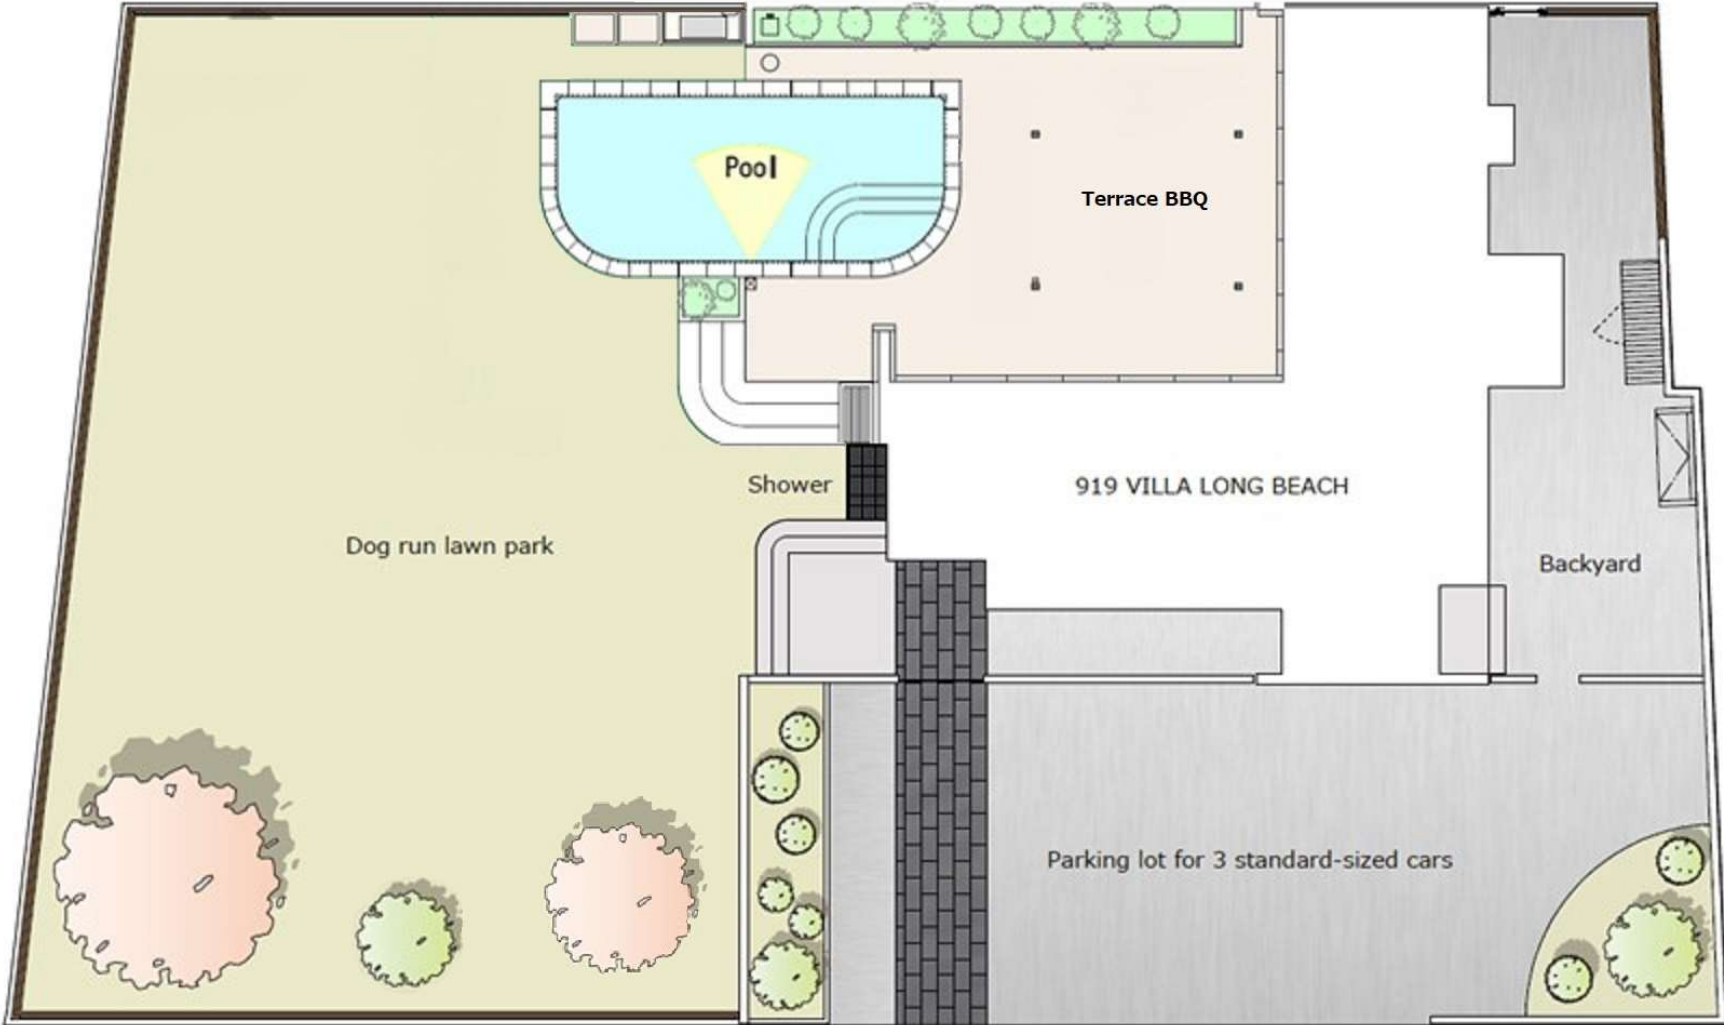 Pool
Terrace BBQ
Shower
919 VILLA LONG BEACH
Dog run lawn park
Backyard
Parking lot for 3 standard-sized cars